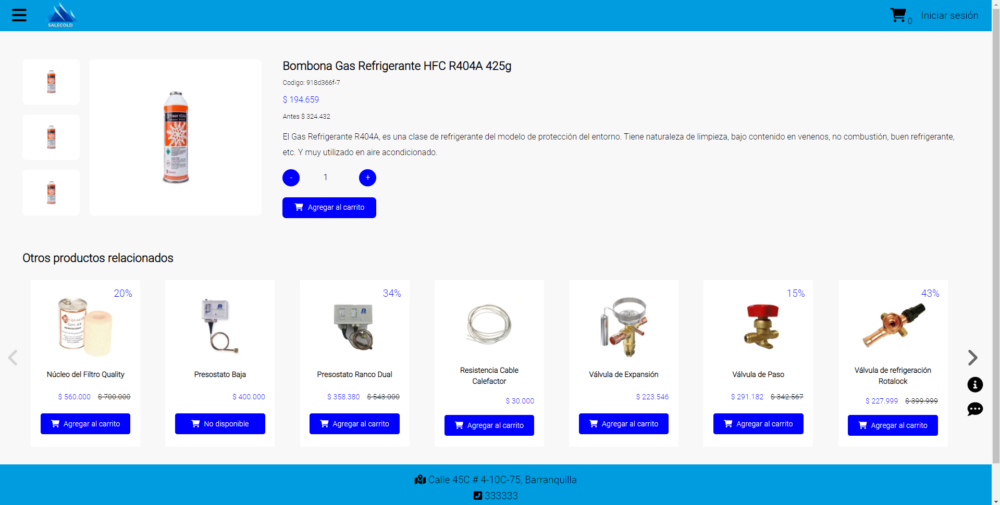 SALECOLD
0
Iniciar sesión
Bombona Gas Refrigerante HFC R404A 425g
Codigo: 918d366f-7
$ 194.659
Antes $ 324.432
El Gas Refrigerante R404A, es una clase de refrigerante del modelo de protección del entorno. Tiene naturaleza de limpieza, bajo contenido en venenos, no combustión, buen refrigerante,
etc. Y muy utilizado en aire acondicionado.
-
1
+
Agregar al carrito
Freon 404A
Otros productos relacionados
20%
QUALITY
QH-48
Núcleo del Filtro Quality
$ 560.000 $ 700.000
Agregar al carrito
Presostato Baja
$ 400.000
No disponible
34%
Presostato Ranco Dual
$ 358.380 $ 543.000
Agregar al carrito
Resistencia Cable
Calefactor
$ 30.000
Agregar al carrito
Válvula de Expansión
$ 223.546
Agregar al carrito
15%
Válvula de Paso
$ 291.182 $ 342.567
Agregar al carrito
43%
Válvula de refrigeración
Rotalock
$ 227.999 $ 399.999
Agregar al carrito
Calle 45C # 4-10C-75, Barranquilla
333333